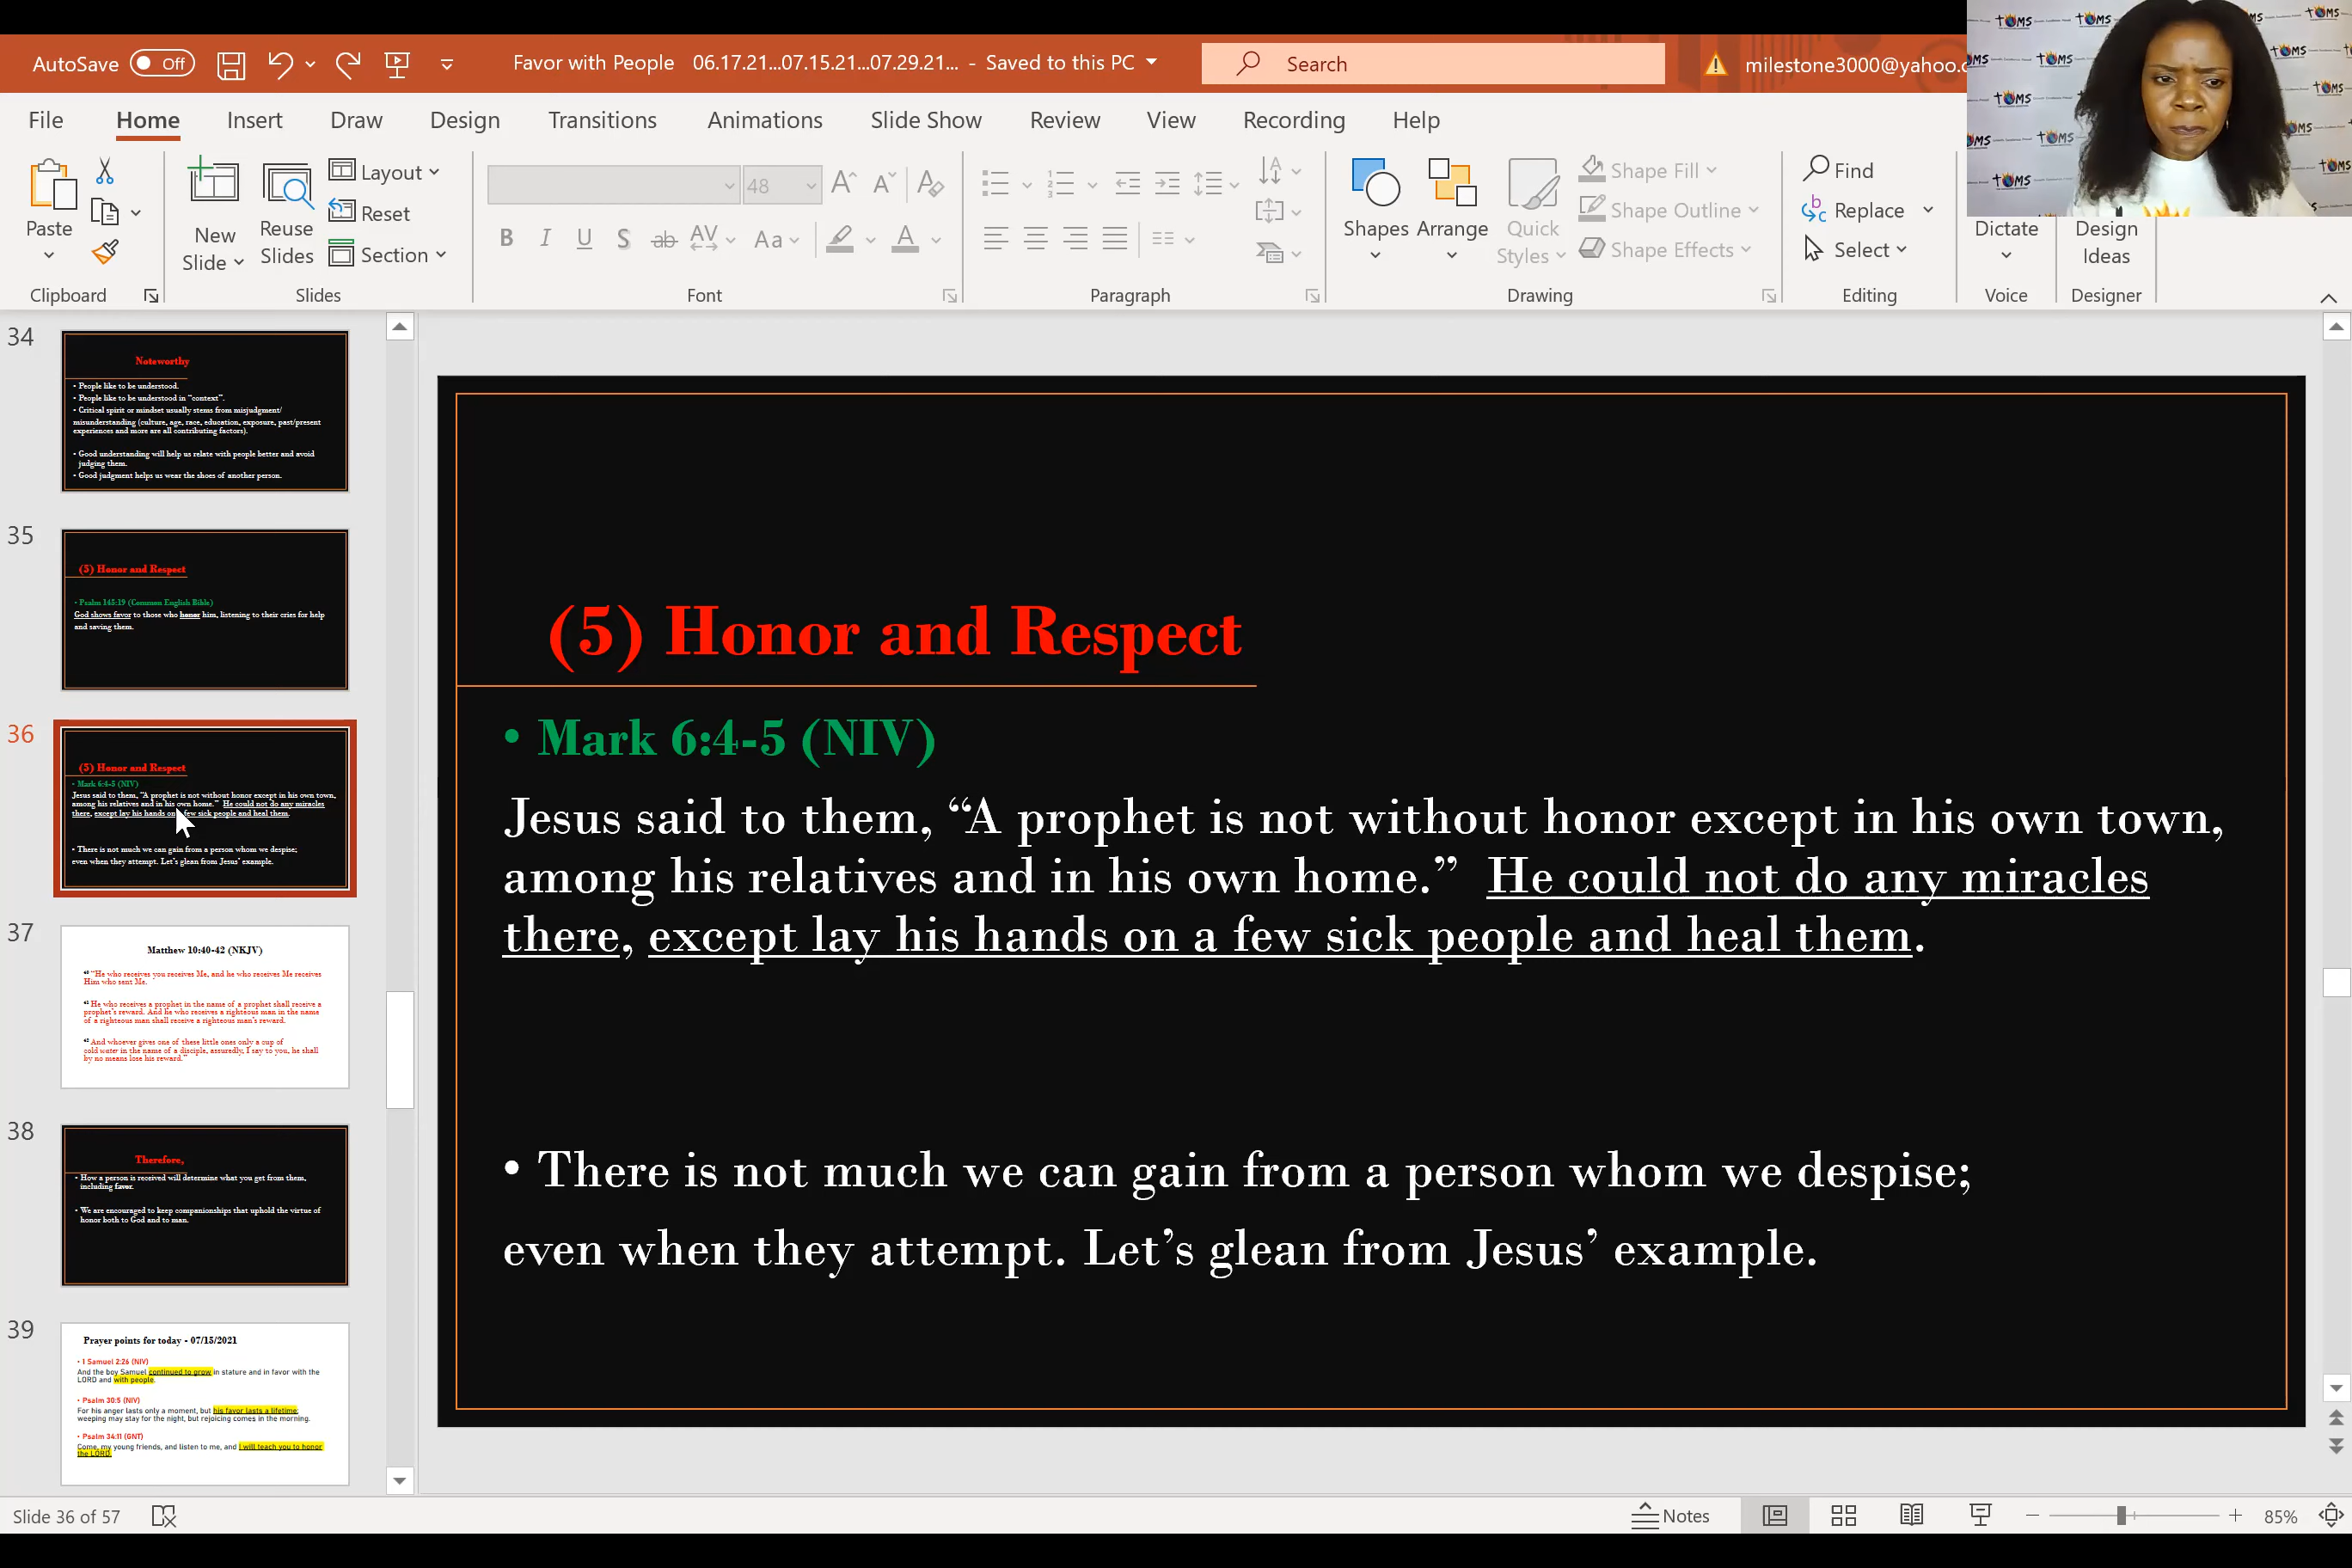 AutoSave Off Favor with People 06.17.21...07.15.21...07.29.21... - Saved to this PC Search milestone3000@yahoo.c
File Home Insert Draw Design Transitions Animations Slide Show Review View Recording Help
Paste
Clipboard
New Slide
Reuse Slides
Layout
Reset
Section
Slides
48
Font
Paragraph
Shapes
Arrange
Quick Styles
Shape Fill
Shape Outline
Shape Effects
Drawing
Find
Replace
Select
Editing
Dictate
Voice
Design Ideas
Designer
TOMS
34
Noteworthy
• People like to be understood.
• People like to be understood in "context".
• Critical spirit or mindset usually stems from misjudgment/
misunderstanding (culture, age, race, education, exposure, past/present
experiences and more are all contributing factors).
• Good understanding will help us relate with people better and avoid
judging them.
• Good judgment helps us wear the shoes of another person.
35
(5) Honor and Respect
• Psalm 145:19 (Common English Bible)
God shows favor to those who honor him, listening to their cries for help
and saving them.
36
(5) Honor and Respect
• Mark 6:4-5 (NIV)
Jesus said to them, "A prophet is not without honor except in his own town,
among his relatives and in his own home." He could not do any miracles
there, except lay his hands on few sick people and heal them.
• There is not much we can gain from a person whom we despise;
even when they attempt. Let's glean from Jesus' example.
37
Matthew 10:40-42 (NKJV)
40 "He who receives you receives Me, and he who receives Me receives
Him who sent Me.
41 He who receives a prophet in the name of a prophet shall receive a
prophet's reward. And he who receives a righteous man in the name
of a righteous man shall receive a righteous man's reward.
42 And whoever gives one of these little ones only a cup of
cold water in the name of a disciple, assuredly, I say to you, he shall
by no means lose his reward."
38
Therefore,
• How a person is received will determine what you get from them,
including favor.
• We are encouraged to keep companionships that uphold the virtue of
honor both to God and to man.
39
Prayer points for today - 07/15/2021
• 1 Samuel 2:26 (NIV)
And the boy Samuel continued to grow in stature and in favor with the
LORD and with people.
• Psalm 30:5 (NIV)
For his anger lasts only a moment, but his favor lasts a lifetime;
weeping may stay for the night, but rejoicing comes in the morning.
• Psalm 34:11 (GNT)
Come, my young friends, and listen to me, and I will teach you to honor
the LORD.
(5) Honor and Respect
• Mark 6:4-5 (NIV)
Jesus said to them, “A prophet is not without honor except in his own town,
among his relatives and in his own home.” He could not do any miracles
there, except lay his hands on a few sick people and heal them.
• There is not much we can gain from a person whom we despise;
even when they attempt. Let’s glean from Jesus’ example.
Slide 36 of 57 Notes 85%